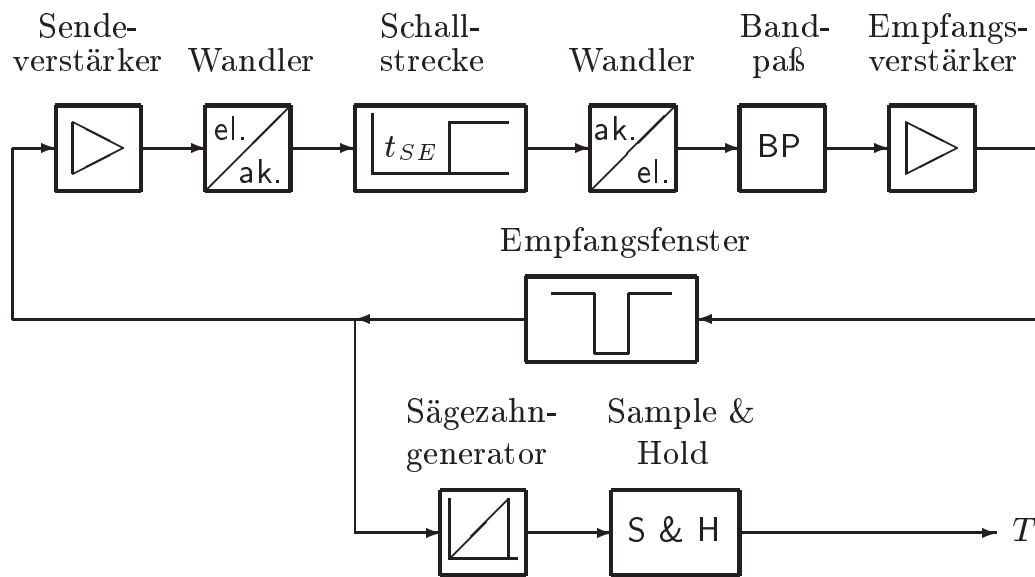 Sende-
verstärker
Wandler
Schall-
strecke
Wandler
Band-
paß
Empfangs-
verstärker
el.
ak.
t_SE
ak.
el.
BP
Empfangsfenster
Sägezahn-
generator
Sample &
Hold
S & H
T